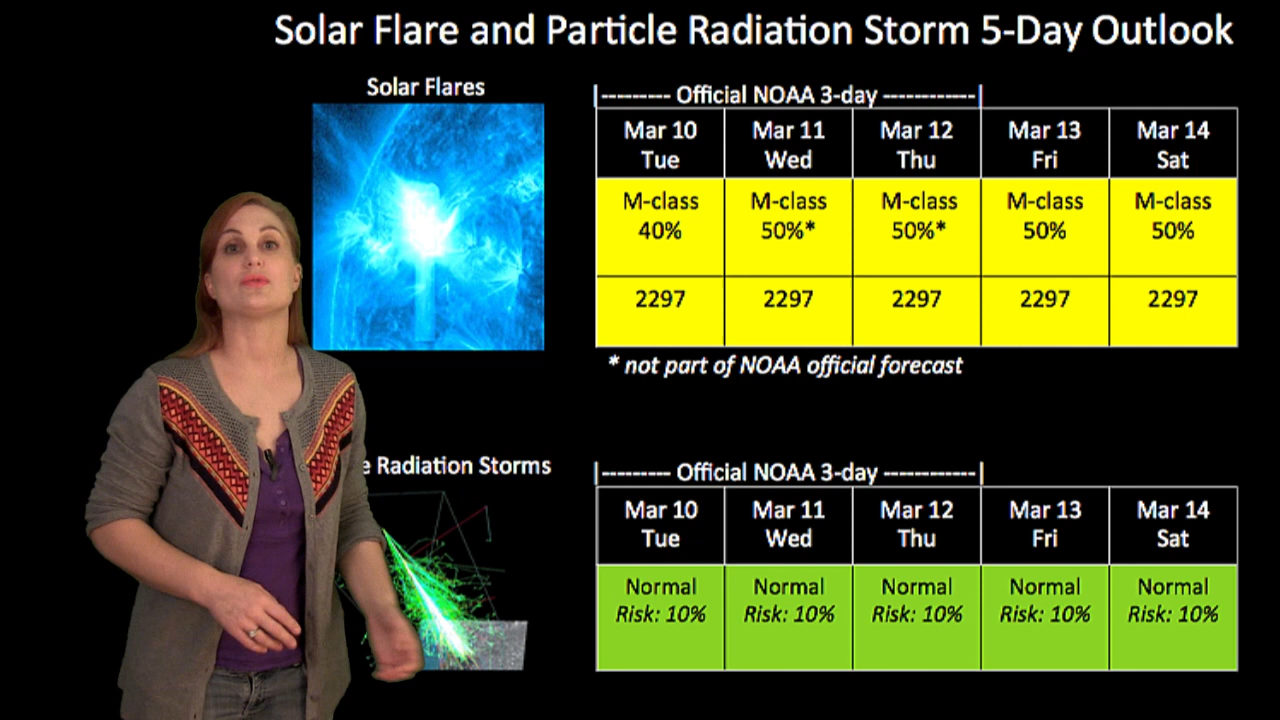 Solar Flare and Particle Radiation Storm 5-Day Outlook
Solar Flares
|--------- Official NOAA 3-day ------------|
Mar 10 Mar 11 Mar 12 Mar 13 Mar 14
Tue Wed Thu Fri Sat
M-class M-class M-class M-class M-class
40% 50%* 50%* 50% 50%
2297 2297 2297 2297 2297
* not part of NOAA official forecast
e Radiation Storms
|--------- Official NOAA 3-day ------------|
Mar 10 Mar 11 Mar 12 Mar 13 Mar 14
Tue Wed Thu Fri Sat
Normal Normal Normal Normal Normal
Risk: 10% Risk: 10% Risk: 10% Risk: 10% Risk: 10%